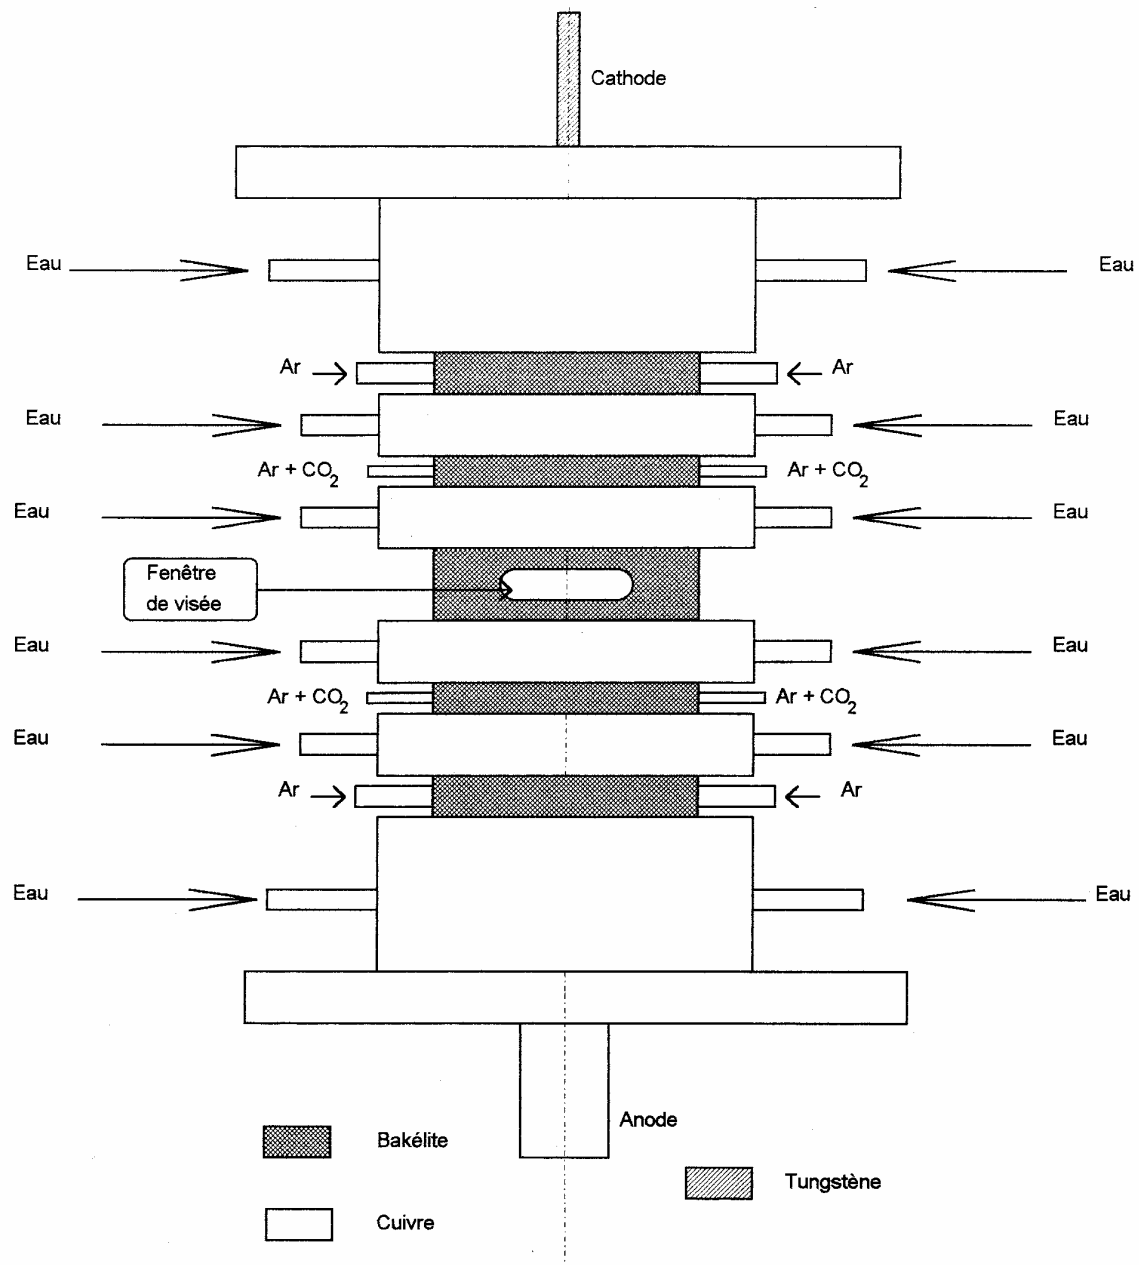 Cathode
Eau
Eau
Ar
Ar
Eau
Eau
Ar + CO2
Ar + CO2
Eau
Eau
Fenêtre
de visée
Eau
Eau
Ar + CO2
Ar + CO2
Eau
Eau
Ar
Ar
Eau
Eau
Anode
Bakélite
Tungstène
Cuivre